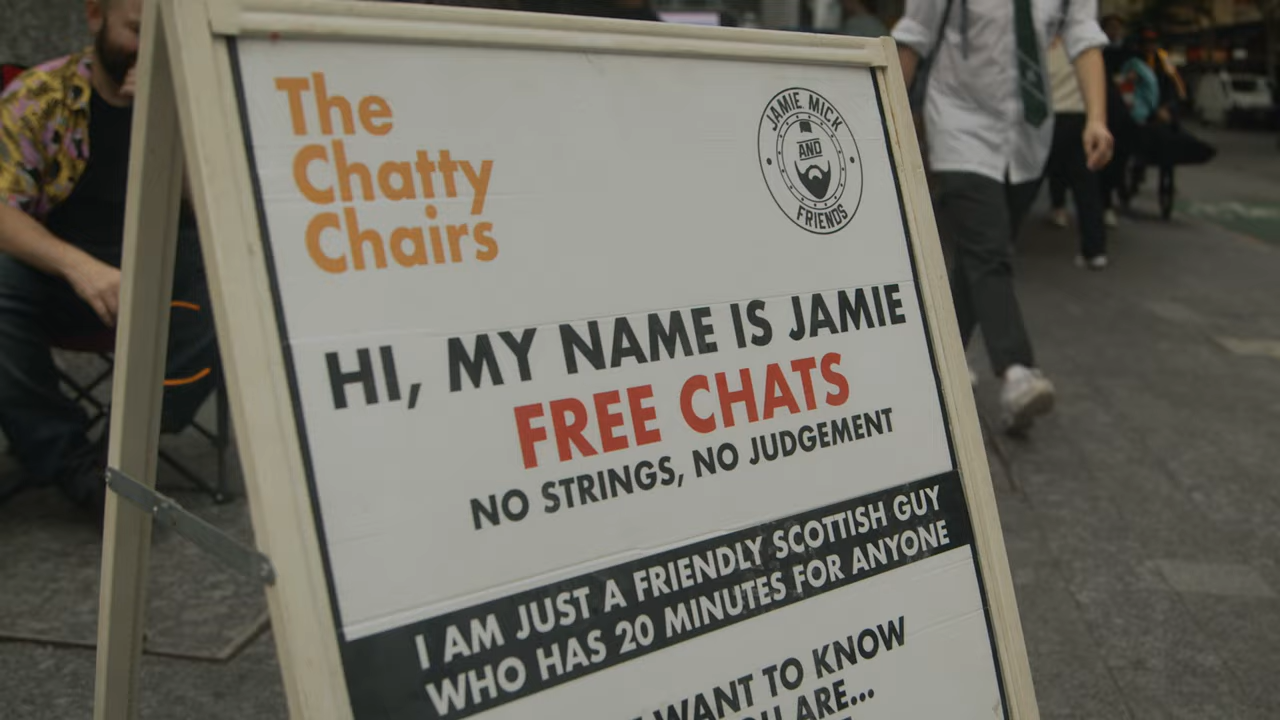 The
Chatty
Chairs
JAMIE, MICK
AND
FRIENDS
HI, MY NAME IS JAMIE
FREE CHATS
NO STRINGS, NO JUDGEMENT
I AM JUST A FRIENDLY SCOTTISH GUY
WHO HAS 20 MINUTES FOR ANYONE
WANT TO KNOW
ARE...